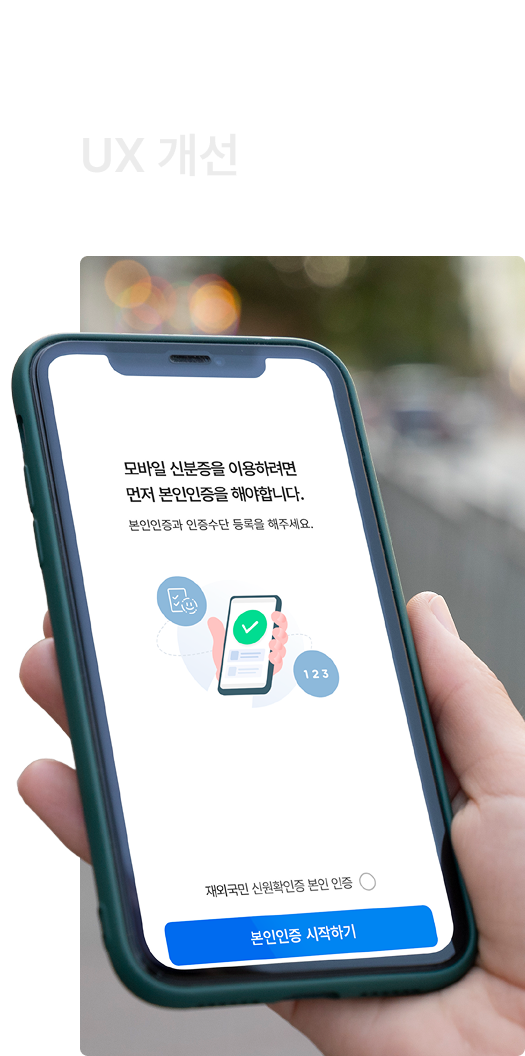 UX 개선
모바일 신분증을 이용하려면
먼저 본인인증을 해야합니다.
본인인증과 인증수단 등록을 해주세요.
1 2 3
재외국민 신원확인증 본인 인증
본인인증 시작하기